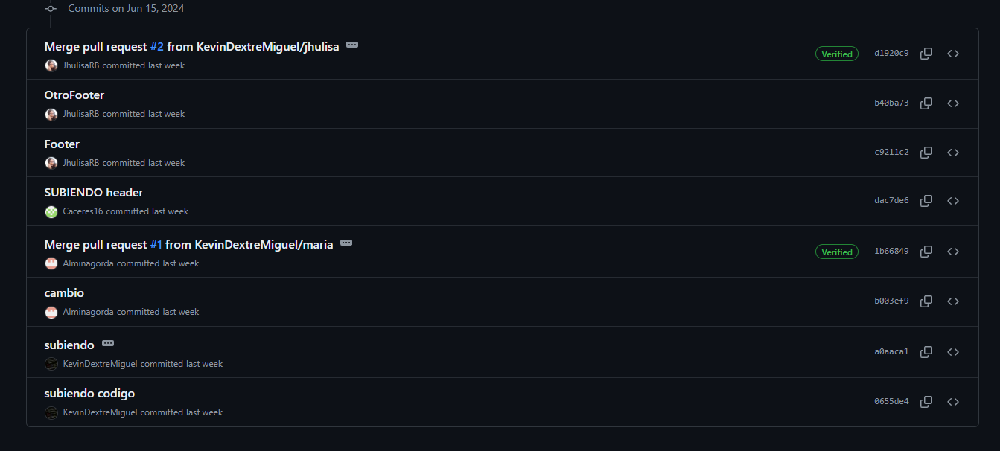 Commits on Jun 15, 2024
Merge pull request #2 from KevinDextreMiguel/jhulisa
JhulisaRB committed last week
Verified
d1920c9
OtroFooter
JhulisaRB committed last week
b40ba73
Footer
JhulisaRB committed last week
c9211c2
SUBIENDO header
Caceres16 committed last week
dac7de6
Merge pull request #1 from KevinDextreMiguel/maria
Alminagorda committed last week
Verified
1b66849
cambio
Alminagorda committed last week
b003ef9
subiendo
KevinDextreMiguel committed last week
a0aaca1
subiendo codigo
KevinDextreMiguel committed last week
0655de4